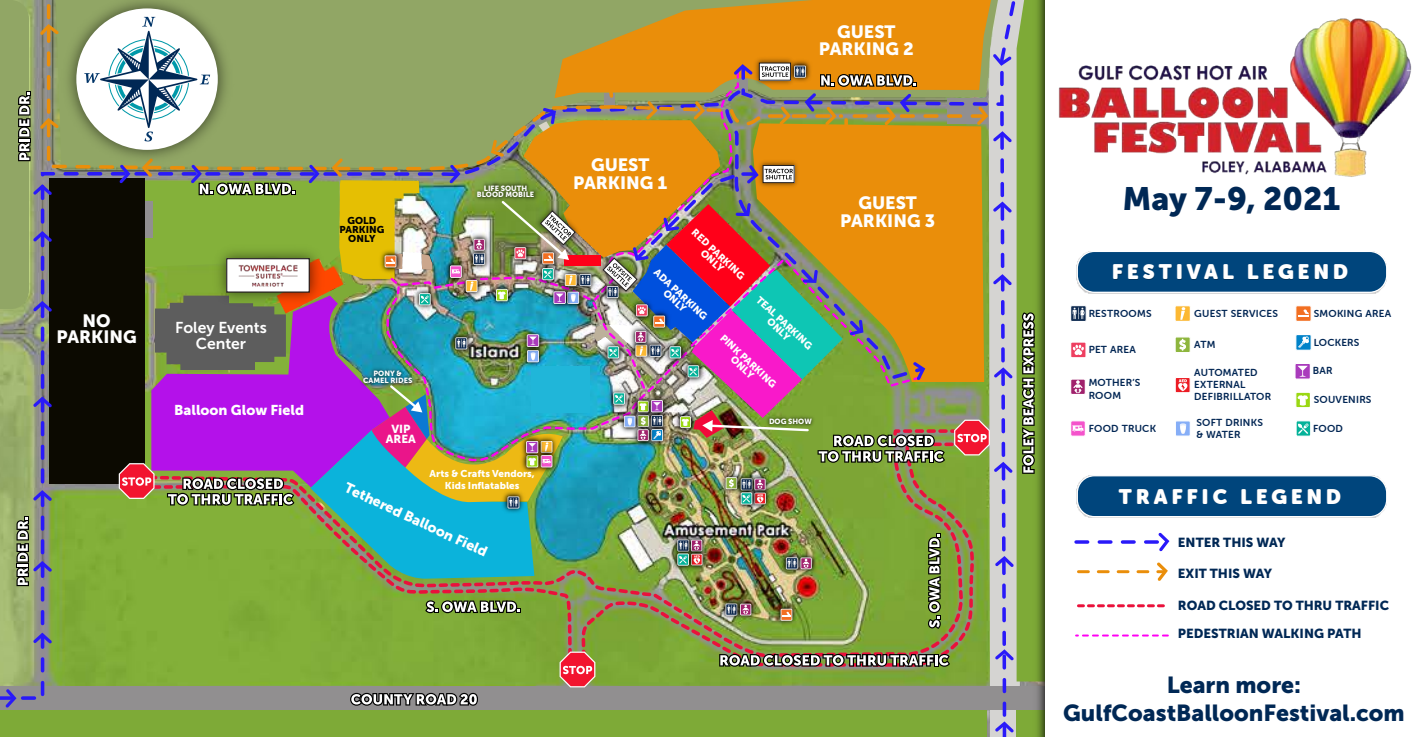 N
W
E
S
PRIDE DR.
N. OWA BLVD.
GUEST
PARKING 2
TRACTOR
SHUTTLE
N. OWA BLVD.
GUEST
PARKING 1
TRACTOR
SHUTTLE
GUEST
PARKING 3
LIFE SOUTH
BLOOD MOBILE
GOLD
PARKING
ONLY
TRACTOR
SHUTTLE
OFFSITE
SHUTTLE
RED PARKING
ONLY
ADA PARKING
ONLY
TEAL PARKING
ONLY
PINK PARKING
ONLY
TOWNEPLACE
SUITES
MARRIOTT
NO
PARKING
Foley Events
Center
Island
PONY &
CAMEL RIDES
Balloon Glow Field
VIP
AREA
DOG SHOW
Arts & Crafts Vendors,
Kids Inflatables
Tethered Balloon Field
STOP
ROAD CLOSED
TO THRU TRAFFIC
ROAD CLOSED
TO THRU TRAFFIC
STOP
FOLEY BEACH EXPRESS
Amusement Park
PRIDE DR.
S. OWA BLVD.
S. OWA BLVD.
STOP
ROAD CLOSED TO THRU TRAFFIC
COUNTY ROAD 20
GULF COAST HOT AIR
BALLOON
FESTIVAL
FOLEY, ALABAMA
May 7-9, 2021
FESTIVAL LEGEND
RESTROOMS
GUEST SERVICES
SMOKING AREA
PET AREA
$ ATM
LOCKERS
MOTHER'S
ROOM
AED
AUTOMATED
EXTERNAL
DEFIBRILLATOR
BAR
SOUVENIRS
FOOD TRUCK
SOFT DRINKS
& WATER
FOOD
TRAFFIC LEGEND
ENTER THIS WAY
EXIT THIS WAY
ROAD CLOSED TO THRU TRAFFIC
PEDESTRIAN WALKING PATH
Learn more:
GulfCoastBalloonFestival.com